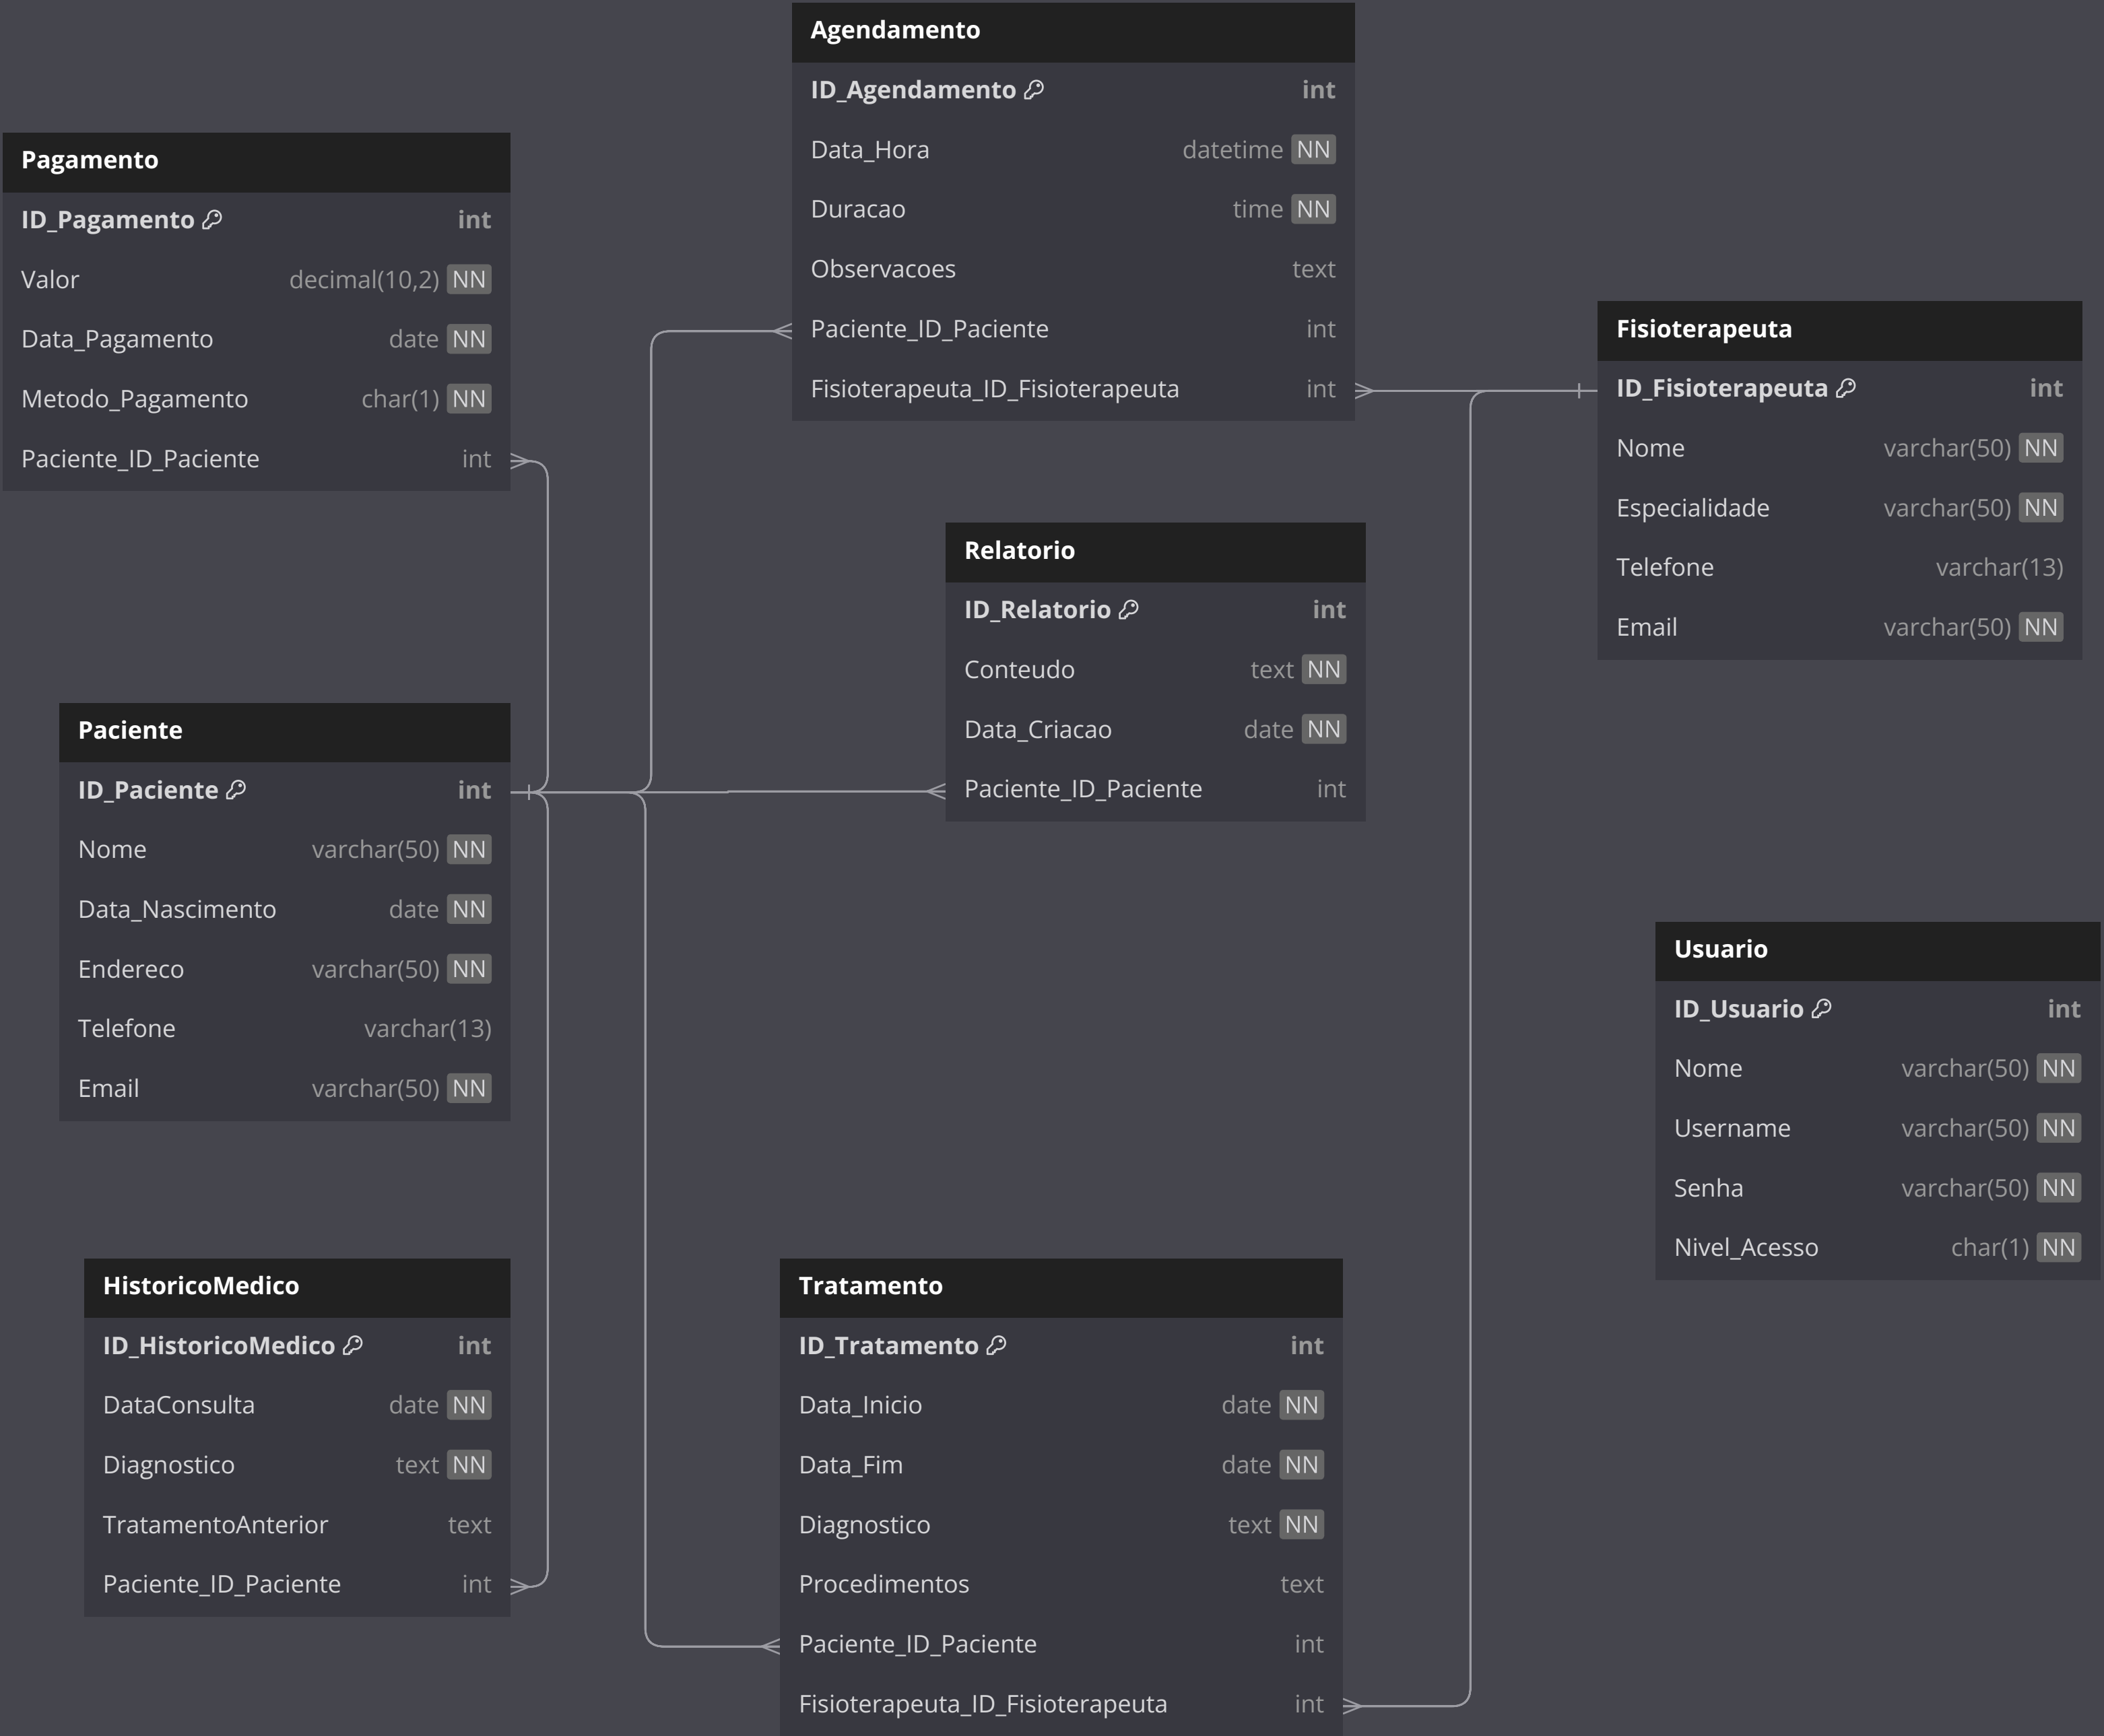 Agendamento
ID_Agendamento int
Data_Hora datetime NN
Duracao time NN
Observacoes text
Paciente_ID_Paciente int
Fisioterapeuta_ID_Fisioterapeuta int
Pagamento
ID_Pagamento int
Valor decimal(10,2) NN
Data_Pagamento date NN
Metodo_Pagamento char(1) NN
Paciente_ID_Paciente int
Fisioterapeuta
ID_Fisioterapeuta int
Nome varchar(50) NN
Especialidade varchar(50) NN
Telefone varchar(13)
Email varchar(50) NN
Relatorio
ID_Relatorio int
Conteudo text NN
Data_Criacao date NN
Paciente_ID_Paciente int
Paciente
ID_Paciente int
Nome varchar(50) NN
Data_Nascimento date NN
Endereco varchar(50) NN
Telefone varchar(13)
Email varchar(50) NN
Usuario
ID_Usuario int
Nome varchar(50) NN
Username varchar(50) NN
Senha varchar(50) NN
Nivel_Acesso char(1) NN
HistoricoMedico
ID_HistoricoMedico int
DataConsulta date NN
Diagnostico text NN
TratamentoAnterior text
Paciente_ID_Paciente int
Tratamento
ID_Tratamento int
Data_Inicio date NN
Data_Fim date NN
Diagnostico text NN
Procedimentos text
Paciente_ID_Paciente int
Fisioterapeuta_ID_Fisioterapeuta int